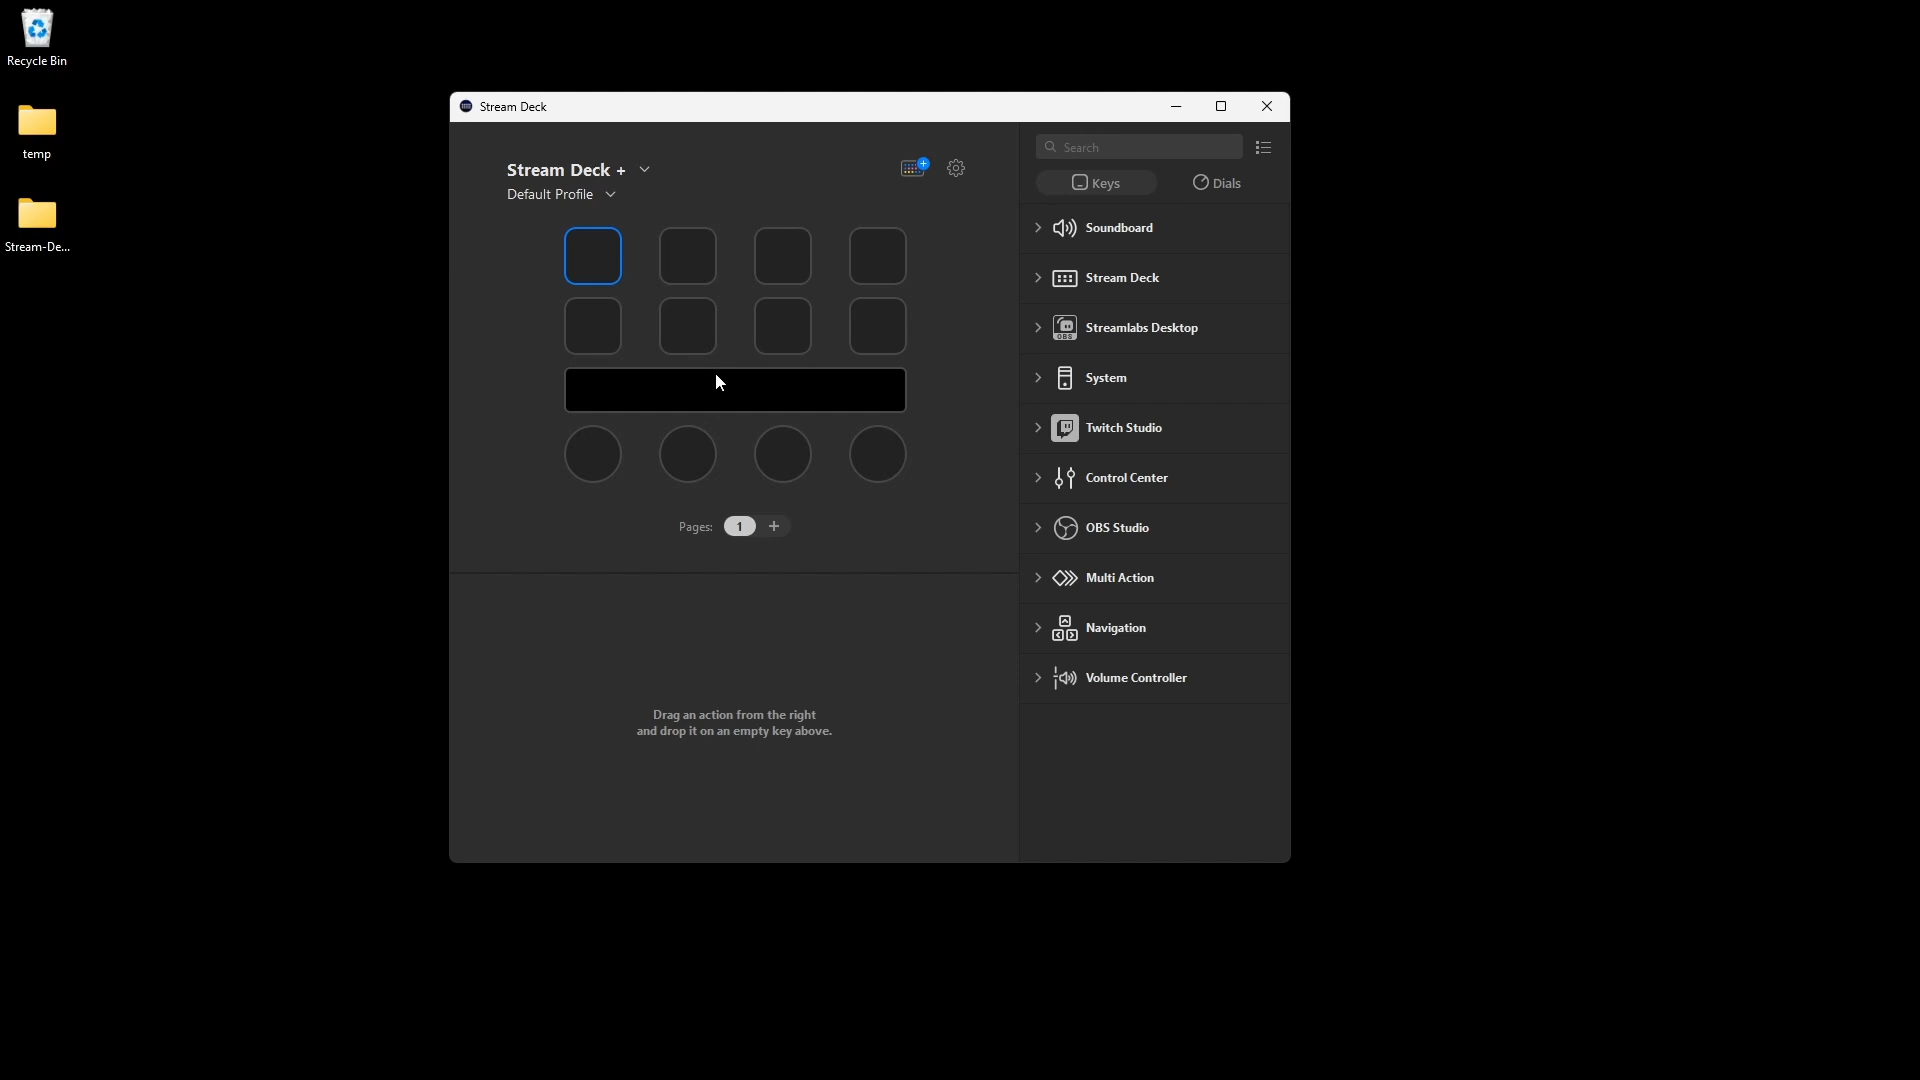 Recycle Bin
temp
Stream-De...
Stream Deck
Stream Deck +
Default Profile
Pages: 1 +
Drag an action from the right
and drop it on an empty key above.
Search
Keys Dials
Soundboard
Stream Deck
OBS
Streamlabs Desktop
System
Twitch Studio
Control Center
OBS Studio
Multi Action
Navigation
Volume Controller